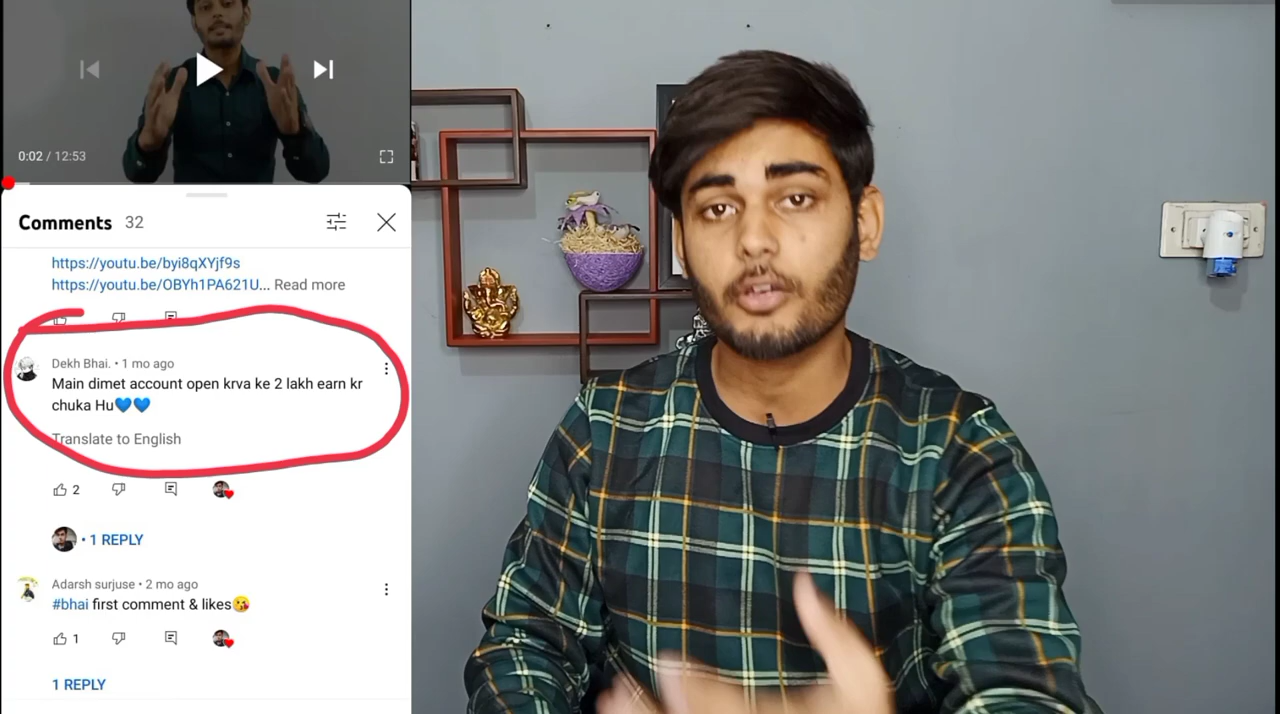 0:02 / 12:53
Comments 32
https://youtu.be/byi8qXYjf9s
https://youtu.be/OBYh1PA621U... Read more
Dekh Bhai. • 1 mo ago
Main dimet account open krva ke 2 lakh earn kr
chuka Hu💙💙
Translate to English
2
• 1 REPLY
Adarsh surjuse • 2 mo ago
#bhai first comment & likes😘
1
1 REPLY